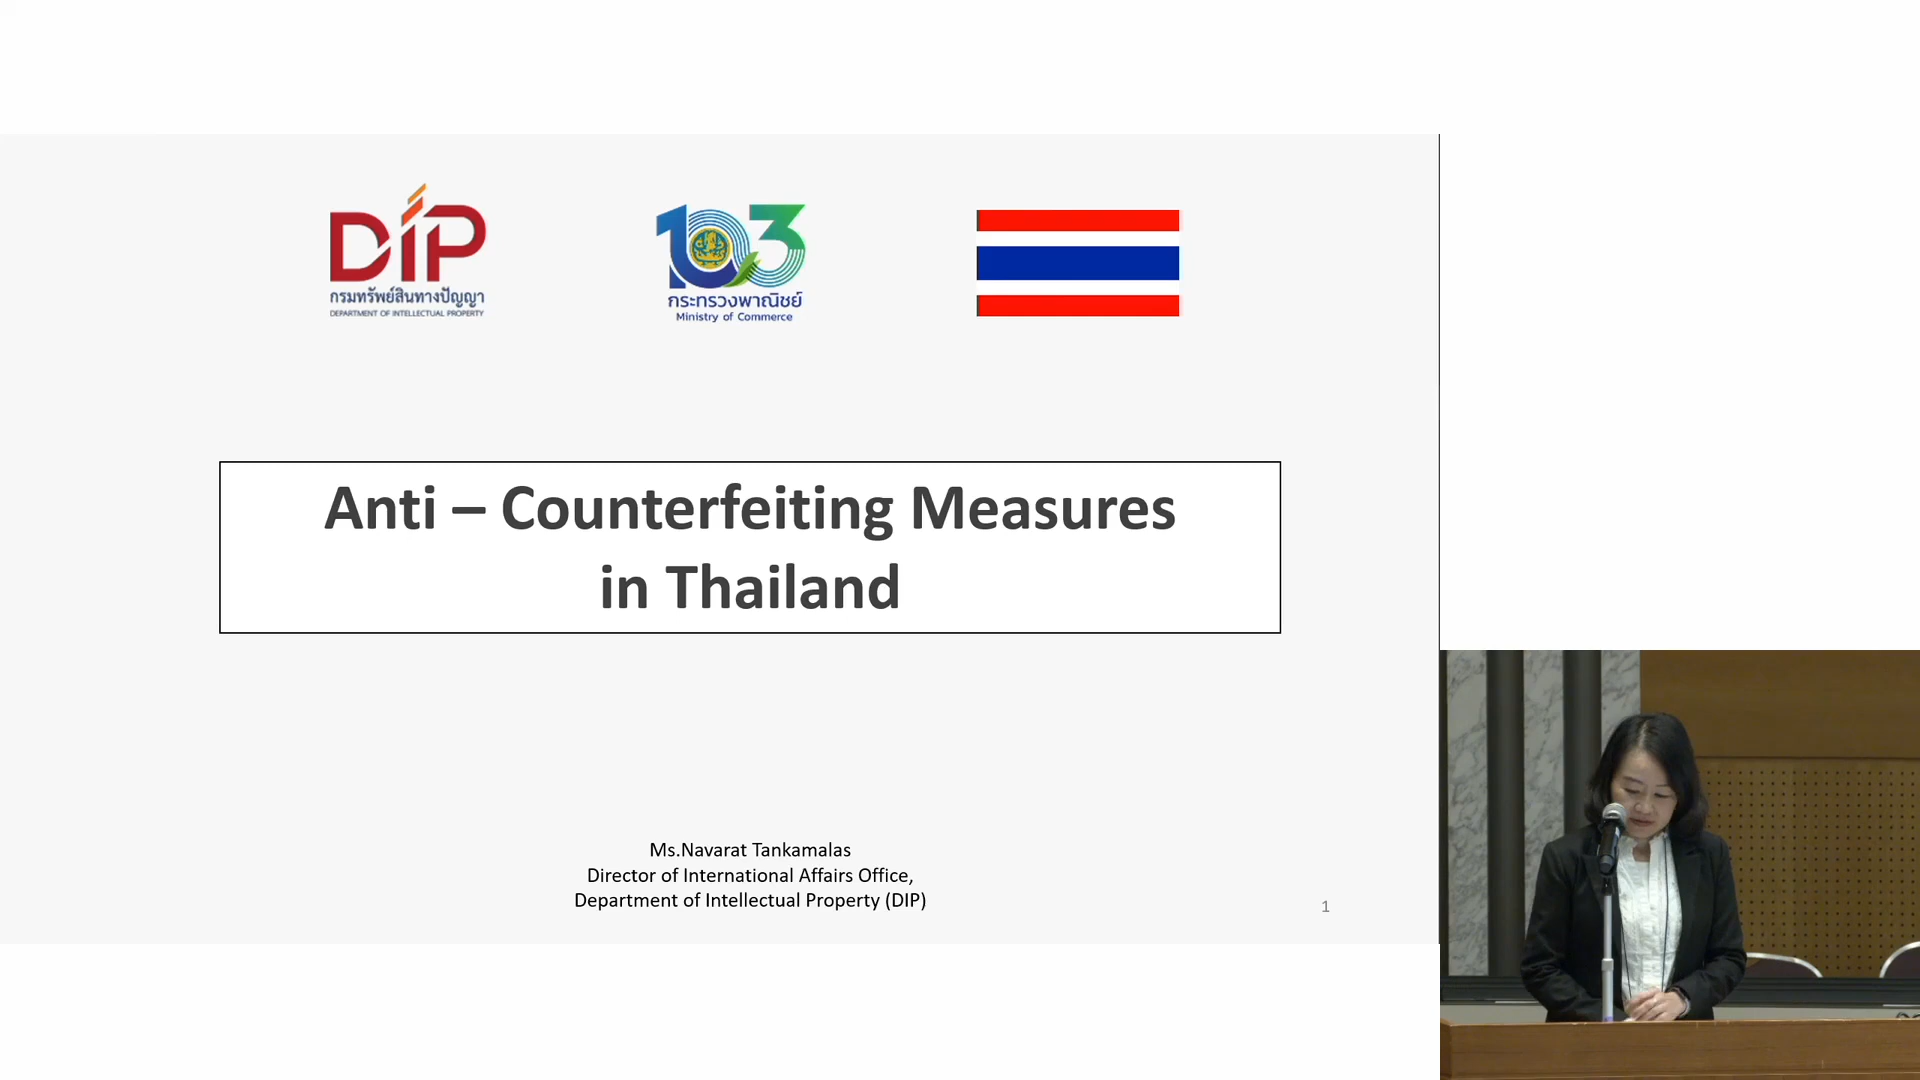 DiP
กรมทรัพย์สินทางปัญญา
DEPARTMENT OF INTELLECTUAL PROPERTY
103
กระทรวงพาณิชย์
Ministry of Commerce
Anti – Counterfeiting Measures
in Thailand
Ms.Navarat Tankamalas
Director of International Affairs Office,
Department of Intellectual Property (DIP)
1